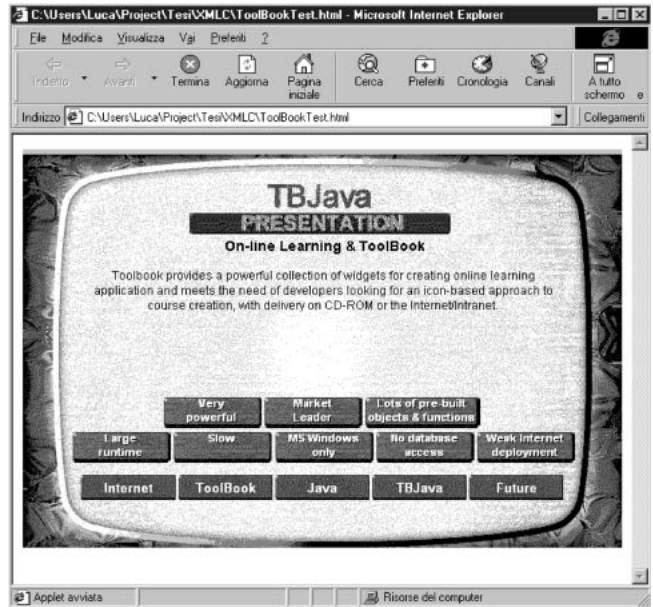 C:\Users\Luca\Project\Tesi\XMLC\ToolBookTest.html - Microsoft Internet Explorer
File Modifica Visualizza Vai Preferiti ?
Indietro Avanti Termina Aggiorna Pagina iniziale Cerca Preferiti Cronologia Canali A tutto schermo e
Indirizzo C:\Users\Luca\Project\Tesi\XMLC\ToolBookTest.html Collegamenti
TBJava
PRESENTATION
On-line Learning & ToolBook
Toolbook provides a powerful collection of widgets for creating online learning
application and meets the need of developers looking for an icon-based approach to
course creation, with delivery on CD-ROM or the Internet/Intranet.
Very powerful Market Leader Lots of pre-built objects & functions
Large runtime Slow MS Windows only No database access Weak Internet deployment
Internet ToolBook Java TBJava Future
Applet avviata Risorse del computer